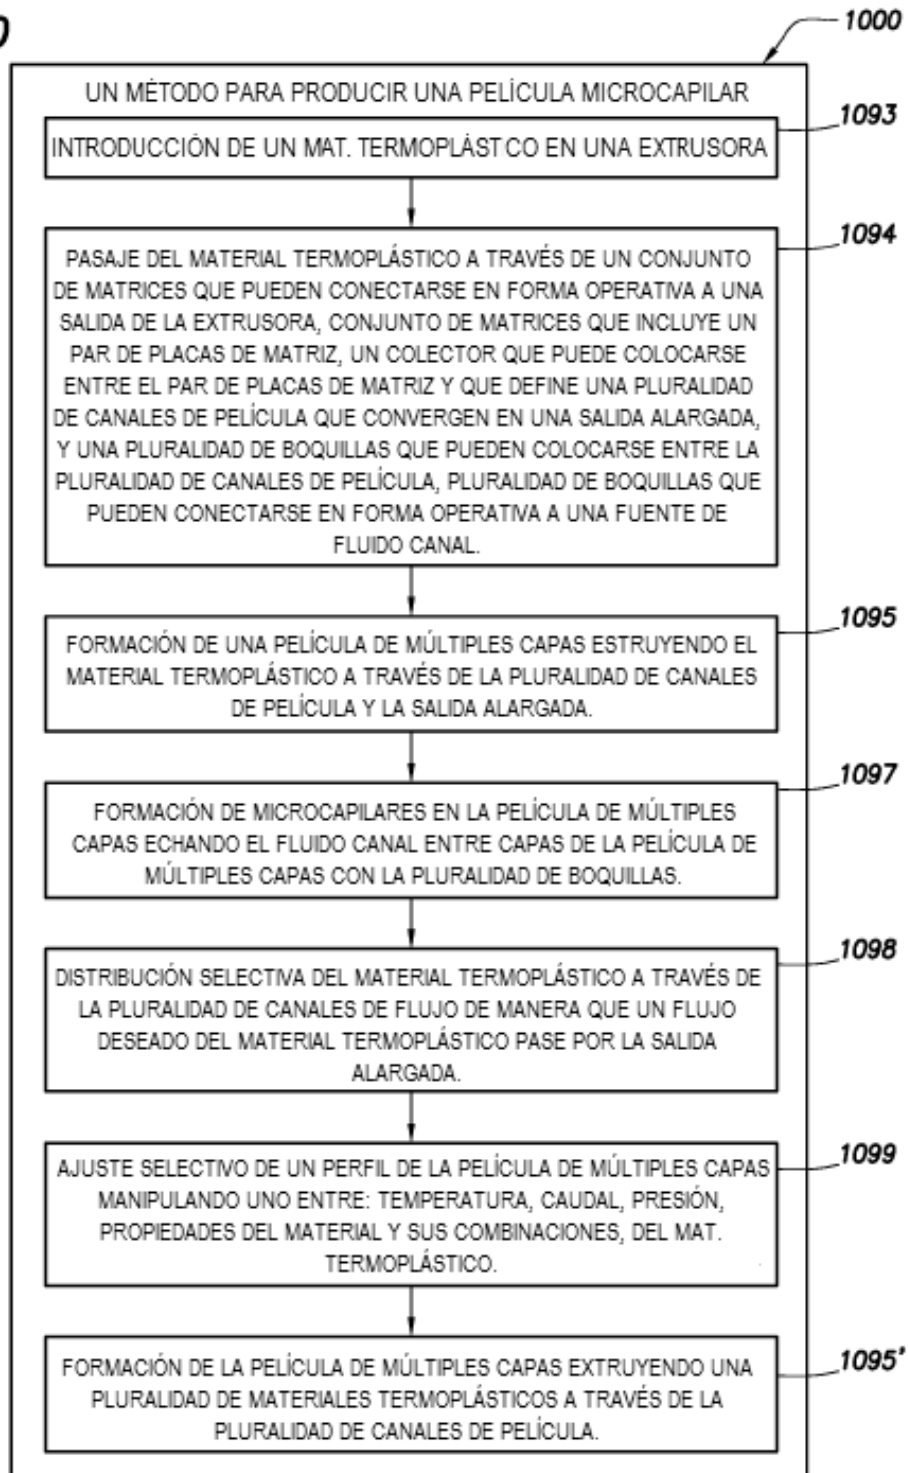 1000
UN MÉTODO PARA PRODUCIR UNA PELÍCULA MICROCAPILAR
1093
INTRODUCCIÓN DE UN MAT. TERMOPLÁST CO EN UNA EXTRUSORA
1094
PASAJE DEL MATERIAL TERMOPLÁSTICO A TRAVÉS DE UN CONJUNTO
DE MATRICES QUE PUEDEN CONECTARSE EN FORMA OPERATIVA A UNA
SALIDA DE LA EXTRUSORA, CONJUNTO DE MATRICES QUE INCLUYE UN
PAR DE PLACAS DE MATRIZ, UN COLECTOR QUE PUEDE COLOCARSE
ENTRE EL PAR DE PLACAS DE MATRIZ Y QUE DEFINE UNA PLURALIDAD
DE CANALES DE PELÍCULA QUE CONVERGEN EN UNA SALIDA ALARGADA,
Y UNA PLURALIDAD DE BOQUILLAS QUE PUEDEN COLOCARSE ENTRE LA
PLURALIDAD DE CANALES DE PELÍCULA, PLURALIDAD DE BOQUILLAS QUE
PUEDEN CONECTARSE EN FORMA OPERATIVA A UNA FUENTE DE
FLUIDO CANAL.
1095
FORMACIÓN DE UNA PELÍCULA DE MÚLTIPLES CAPAS ESTRUYENDO EL
MATERIAL TERMOPLÁSTICO A TRAVÉS DE LA PLURALIDAD DE CANALES
DE PELÍCULA Y LA SALIDA ALARGADA.
1097
FORMACIÓN DE MICROCAPILARES EN LA PELÍCULA DE MÚLTIPLES
CAPAS ECHANDO EL FLUIDO CANAL ENTRE CAPAS DE LA PELÍCULA DE
MÚLTIPLES CAPAS CON LA PLURALIDAD DE BOQUILLAS.
1098
DISTRIBUCIÓN SELECTIVA DEL MATERIAL TERMOPLÁSTICO A TRAVÉS DE
LA PLURALIDAD DE CANALES DE FLUJO DE MANERA QUE UN FLUJO
DESEADO DEL MATERIAL TERMOPLÁSTICO PASE POR LA SALIDA
ALARGADA.
1099
AJUSTE SELECTIVO DE UN PERFIL DE LA PELÍCULA DE MÚLTIPLES CAPAS
MANIPULANDO UNO ENTRE: TEMPERATURA, CAUDAL, PRESIÓN,
PROPIEDADES DEL MATERIAL Y SUS COMBINACIONES, DEL MAT.
TERMOPLÁSTICO.
1095'
FORMACIÓN DE LA PELÍCULA DE MÚLTIPLES CAPAS EXTRUYENDO UNA
PLURALIDAD DE MATERIALES TERMOPLÁSTICOS A TRAVÉS DE LA
PLURALIDAD DE CANALES DE PELÍCULA.